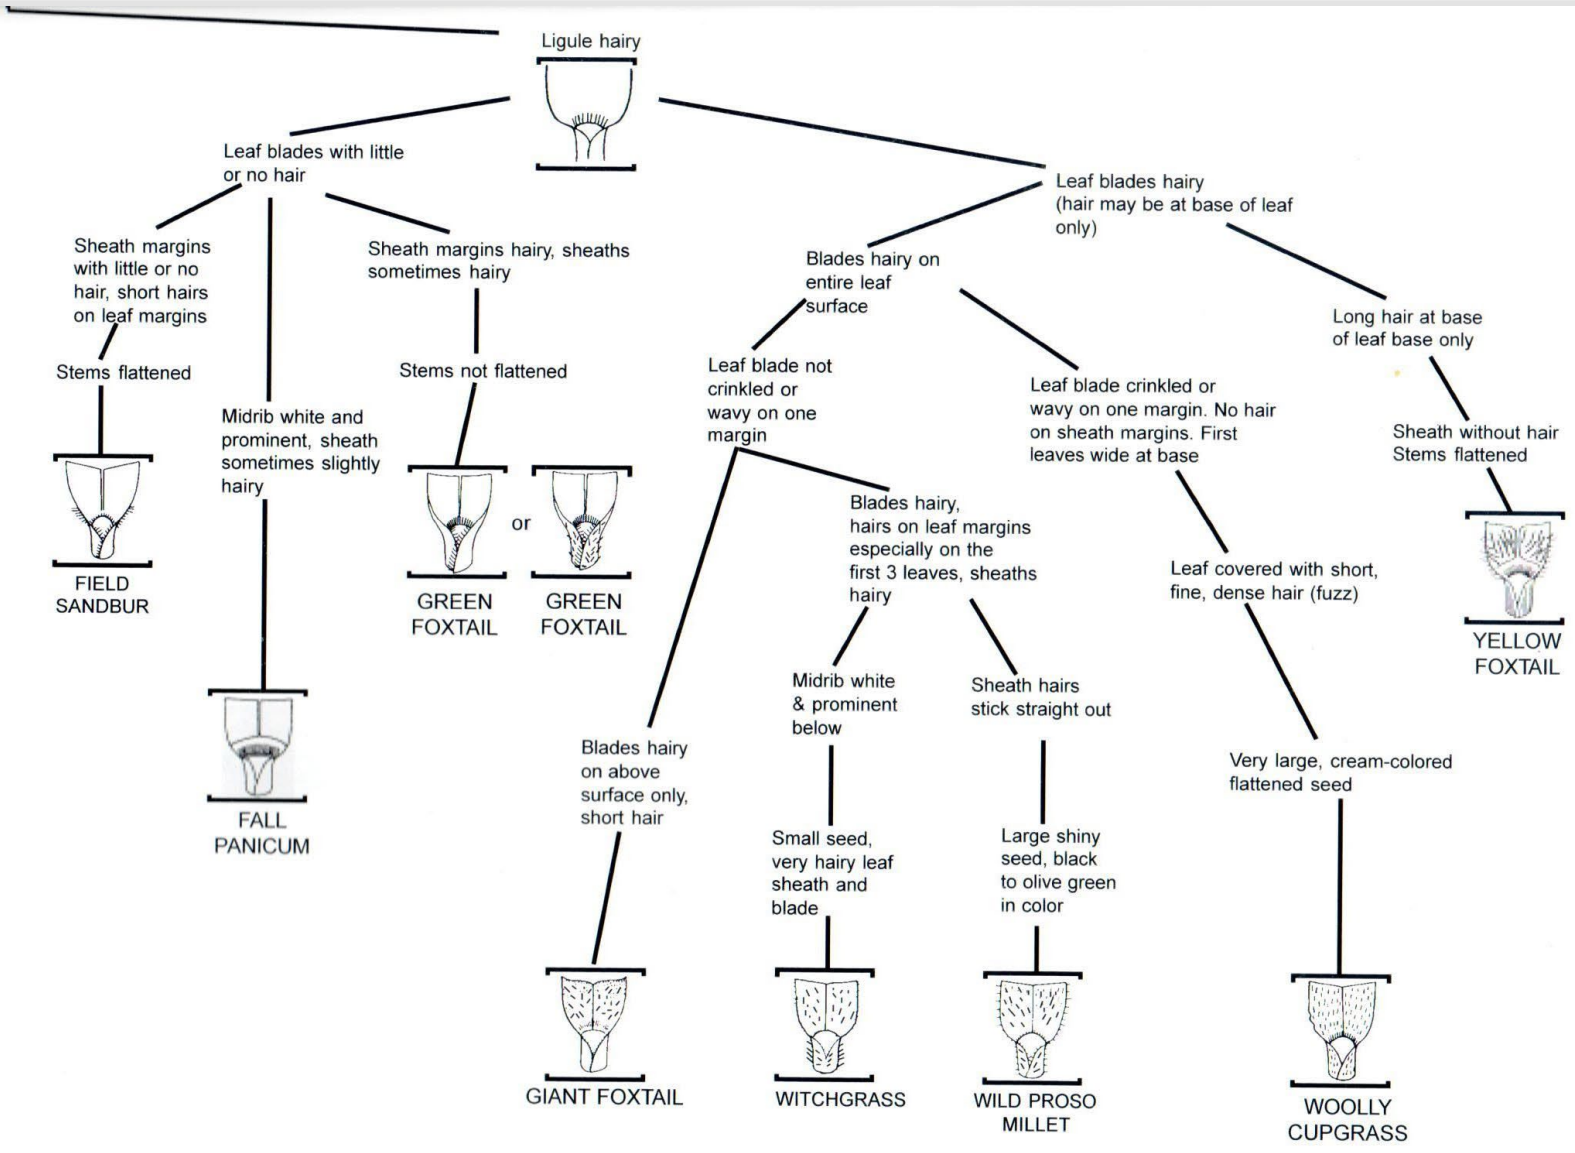 Ligule hairy
Leaf blades with little
or no hair
Leaf blades hairy
(hair may be at base of leaf
only)
Sheath margins
with little or no
hair, short hairs
on leaf margins
Sheath margins hairy, sheaths
sometimes hairy
Blades hairy on
entire leaf
surface
Long hair at base
of leaf base only
Stems flattened
Stems not flattened
Leaf blade not
crinkled or
wavy on one
margin
Leaf blade crinkled or
wavy on one margin. No hair
on sheath margins. First
leaves wide at base
Sheath without hair
Stems flattened
Midrib white and
prominent, sheath
sometimes slightly
hairy
Blades hairy,
hairs on leaf margins
especially on the
first 3 leaves, sheaths
hairy
or
Leaf covered with short,
fine, dense hair (fuzz)
FIELD
SANDBUR
GREEN
FOXTAIL
GREEN
FOXTAIL
YELLOW
FOXTAIL
Midrib white
& prominent
below
Sheath hairs
stick straight out
Blades hairy
on above
surface only,
short hair
Very large, cream-colored
flattened seed
FALL
PANICUM
Small seed,
very hairy leaf
sheath and
blade
Large shiny
seed, black
to olive green
in color
GIANT FOXTAIL
WITCHGRASS
WILD PROSO
MILLET
WOOLLY
CUPGRASS